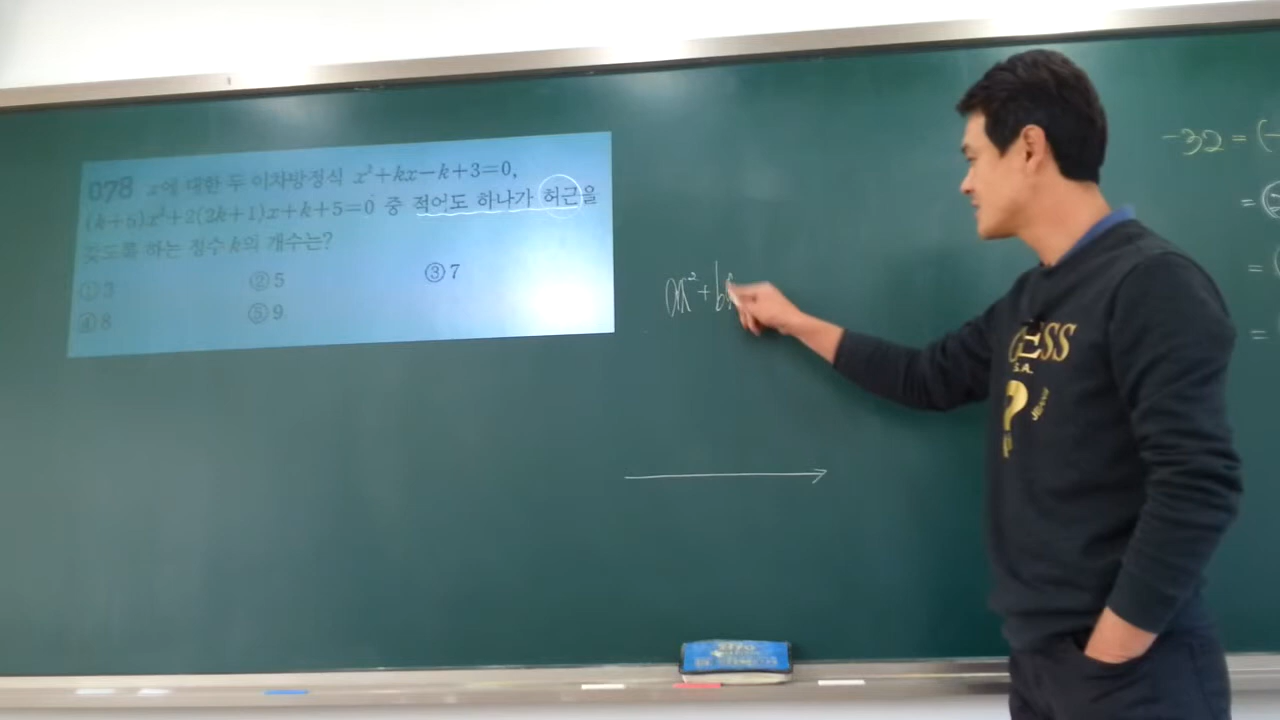 078 x에 대한 두 이차방정식 x²+kx-k+3=0,
(k+5)x²+2(2k+1)x+k+5=0 중 적어도 하나가 허근을
갖도록 하는 정수 k의 개수는?
① 3 ② 5 ③ 7
④ 8 ⑤ 9
ax²+bx
-32=(-
=
=
=
GUESS
U.S.A.
?
JEANS